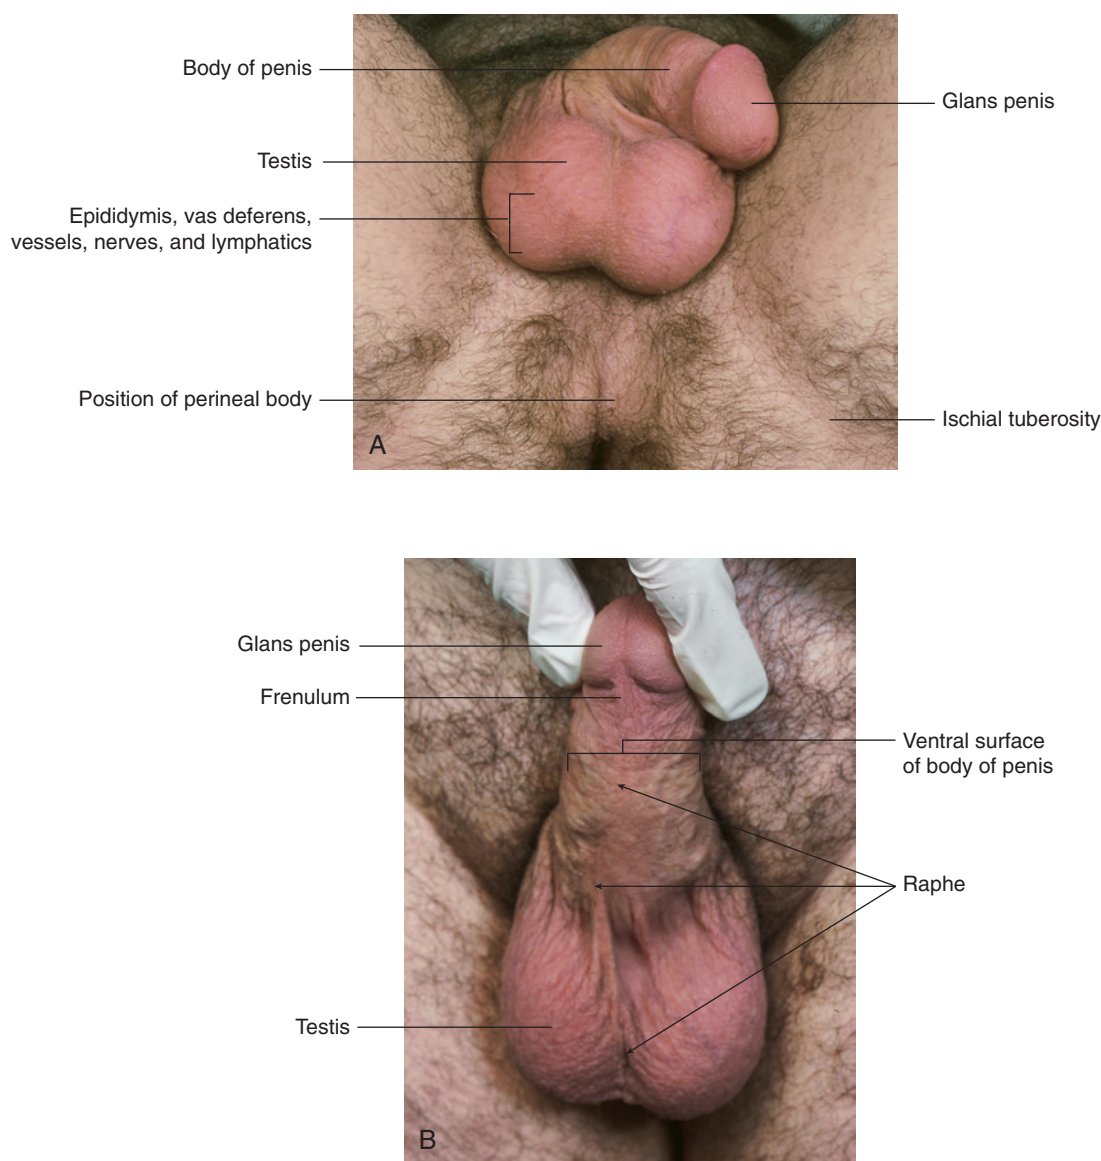 Body of penis
Glans penis
Testis
Epididymis, vas deferens,
vessels, nerves, and lymphatics
Position of perineal body
Ischial tuberosity
A
Glans penis
Frenulum
Ventral surface
of body of penis
Raphe
Testis
B